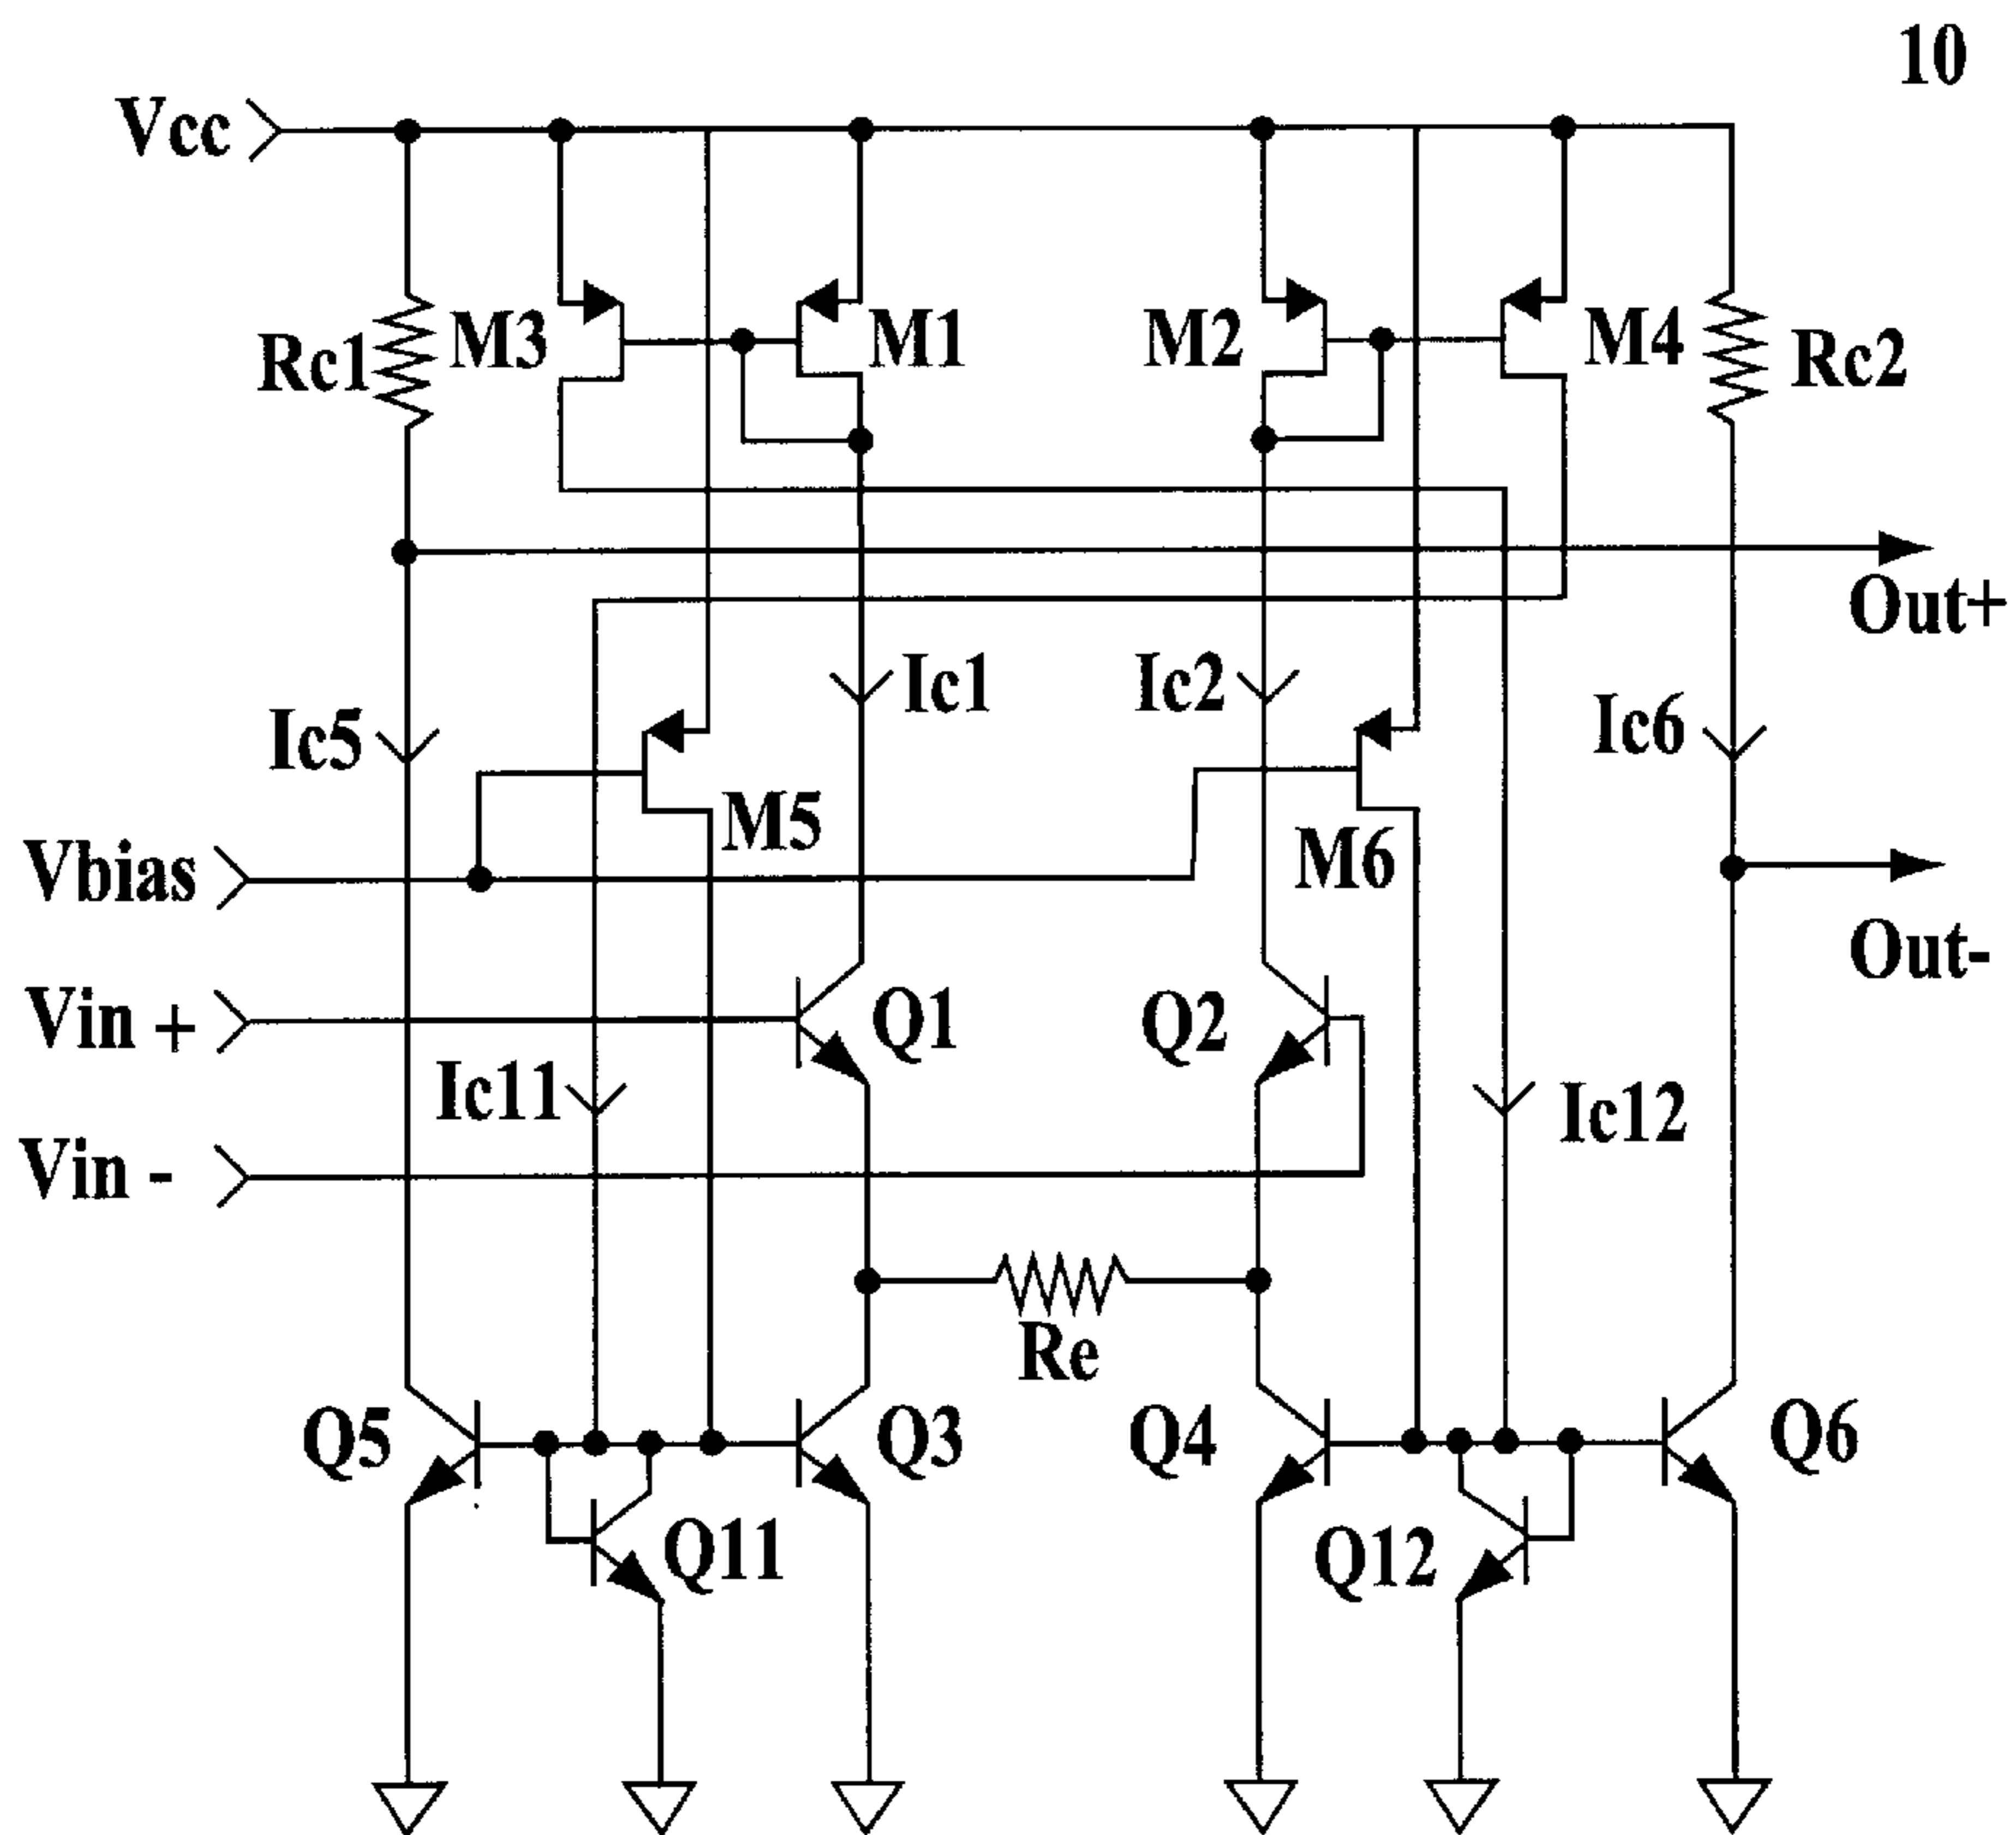 10
Vcc
Rc1
M3
M1
M2
M4
Rc2
Out+
Ic5
Ic1
Ic2
Ic6
M5
M6
Vbias
Out-
Vin +
Q1
Q2
Ic11
Ic12
Vin -
Re
Q5
Q3
Q4
Q6
Q11
Q12